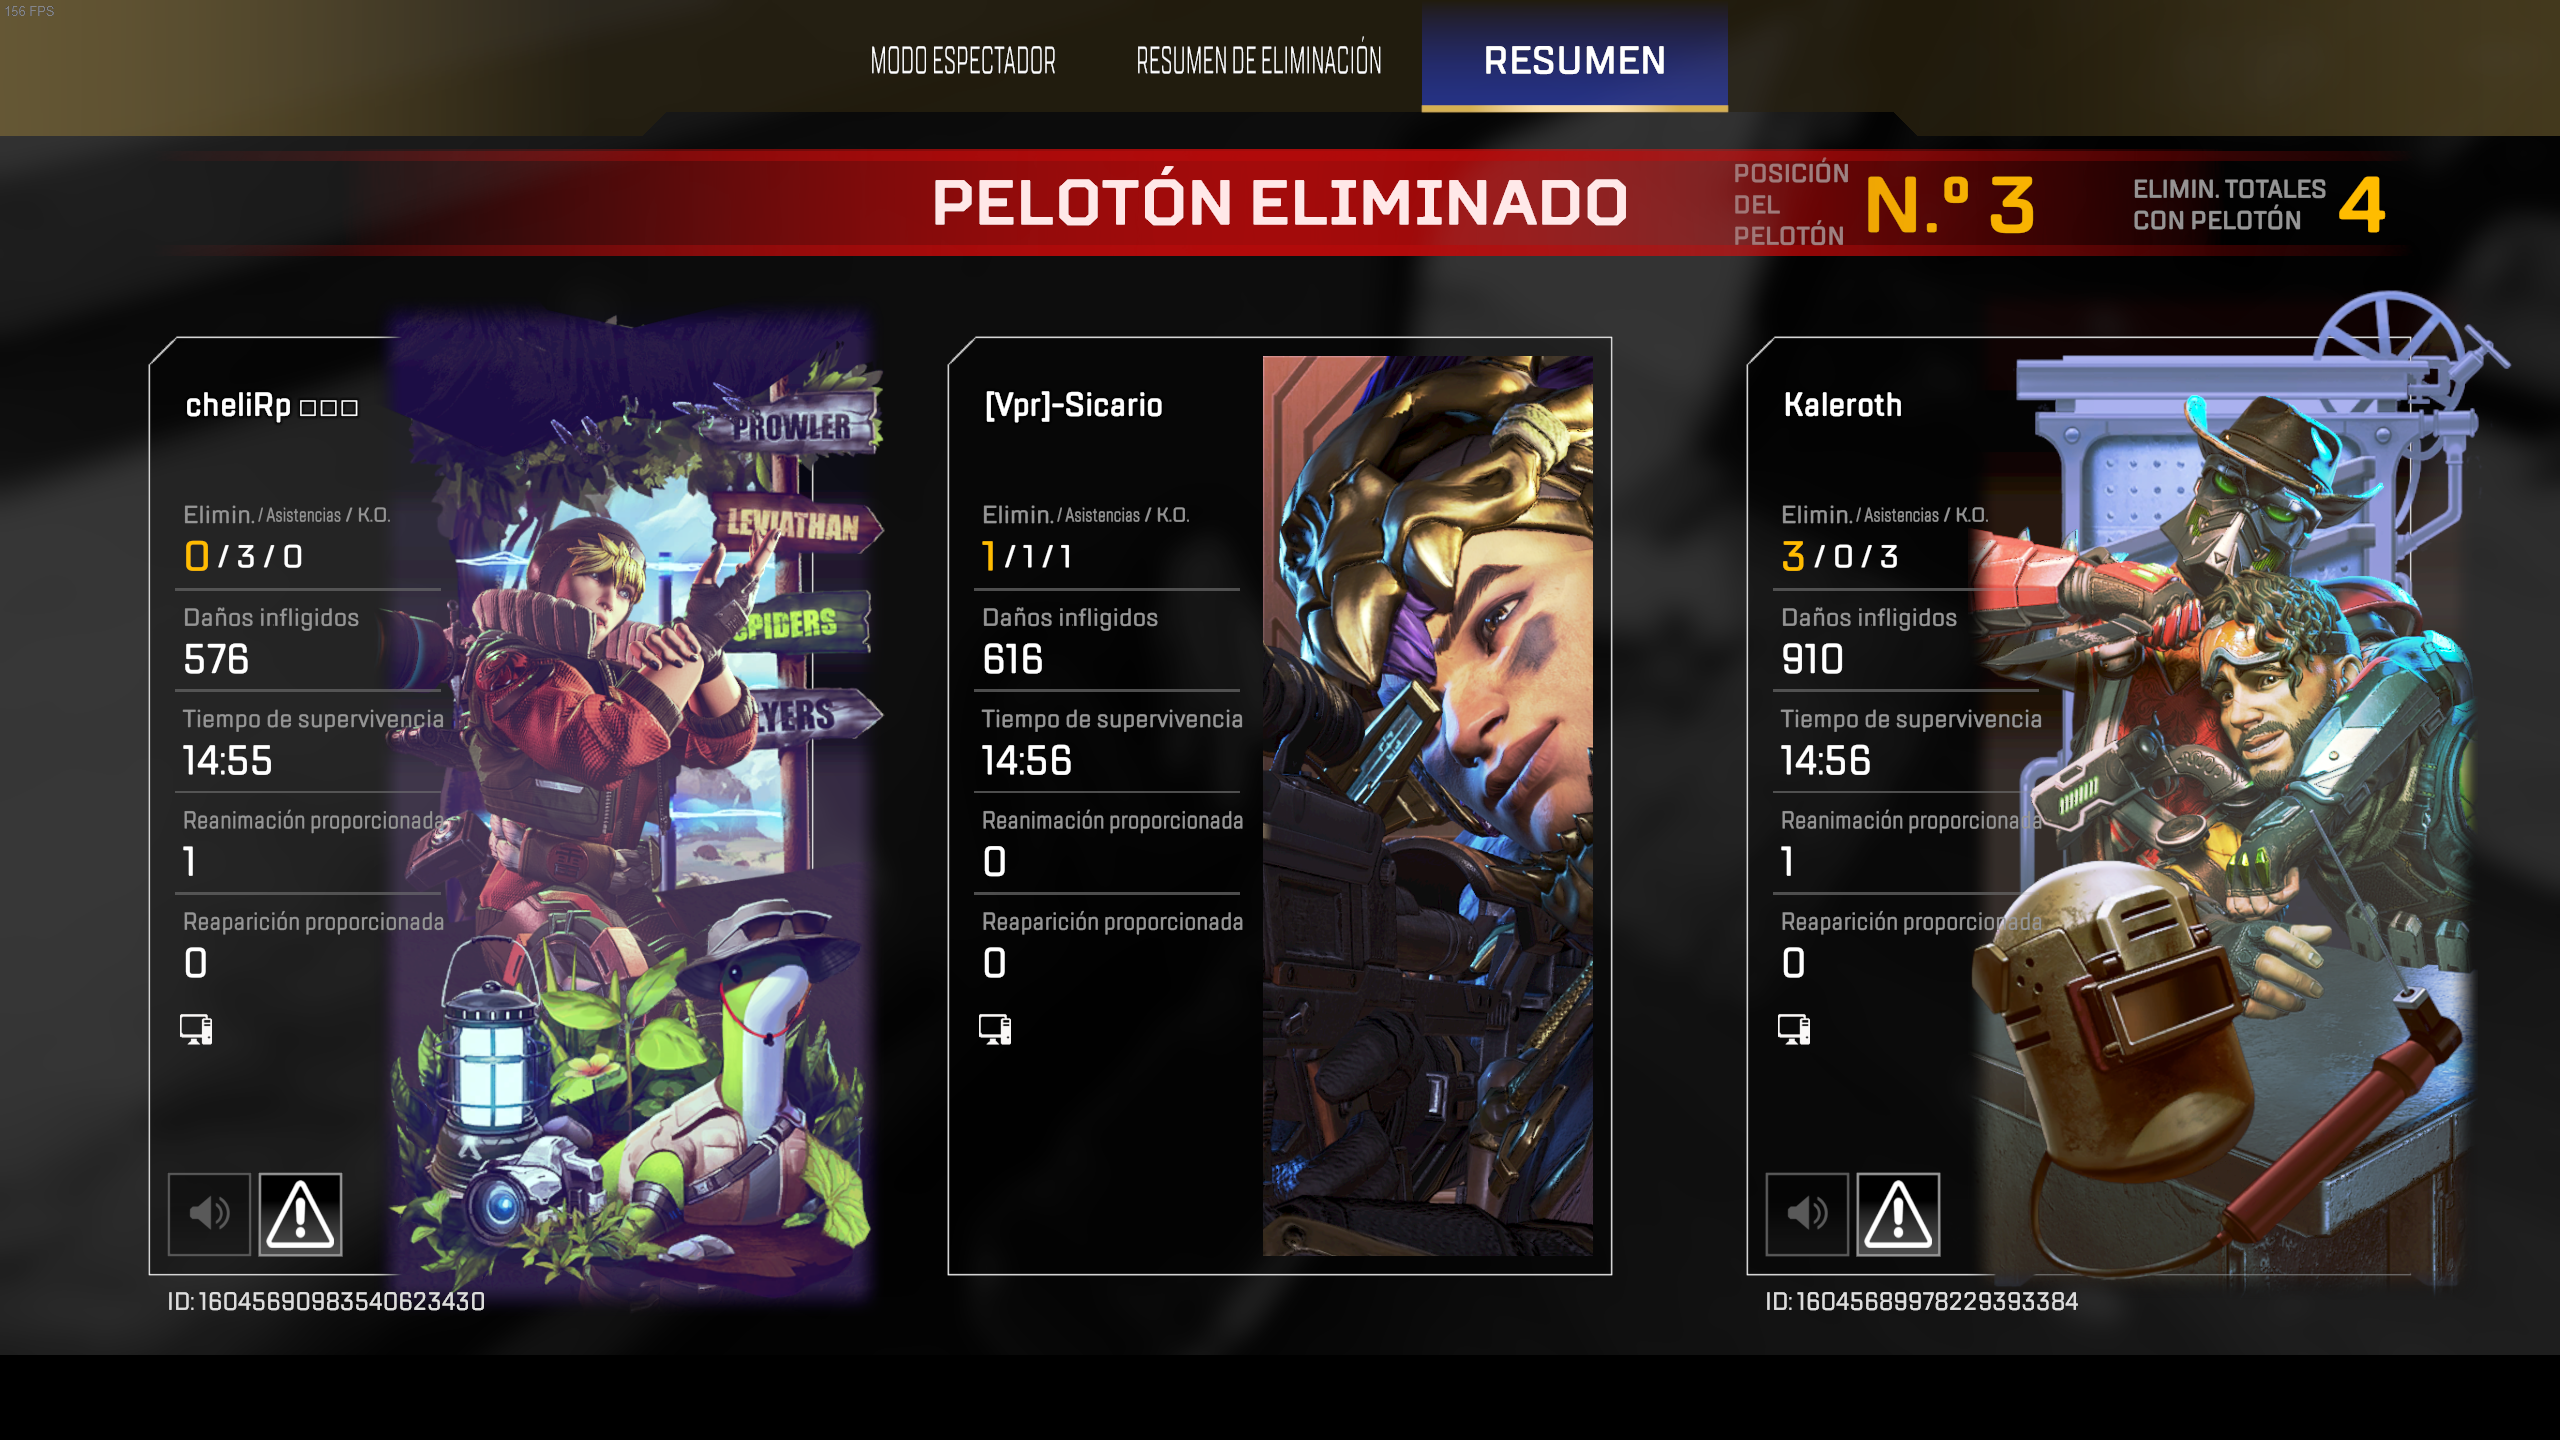 156 FPS
MODO ESPECTADOR
RESUMEN DE ELIMINACIÓN
RESUMEN
PELOTÓN ELIMINADO
POSICIÓN
DEL
PELOTÓN
N.º 3
ELIMIN. TOTALES
CON PELOTÓN
4
cheliRp □□□
Elimin. / Asistencias / K.O.
0 / 3 / 0
Daños infligidos
576
Tiempo de supervivencia
14:55
Reanimación proporcionada
1
Reaparición proporcionada
0
PROWLER
LEVIATHAN
SPIDERS
LYERS
ID: 16045690983540623430
[Vpr]-Sicario
Elimin. / Asistencias / K.O.
1 / 1 / 1
Daños infligidos
616
Tiempo de supervivencia
14:56
Reanimación proporcionada
0
Reaparición proporcionada
0
Kaleroth
Elimin. / Asistencias / K.O.
3 / 0 / 3
Daños infligidos
910
Tiempo de supervivencia
14:56
Reanimación proporcionada
1
Reaparición proporcionada
0
ID: 16045689978229393384